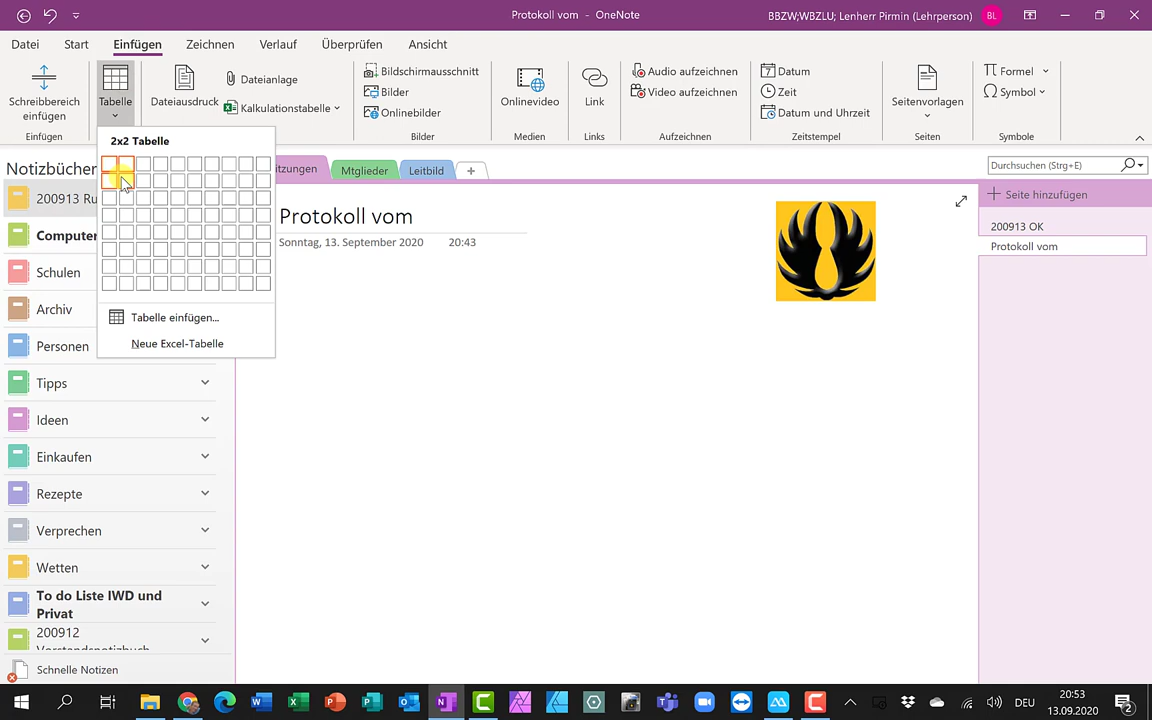 Protokoll vom - OneNote
BBZW;WBZLU; Lenherr Pirmin (Lehrperson)
BL
Datei
Start
Einfügen
Zeichnen
Verlauf
Überprüfen
Ansicht
Schreibbereich
einfügen
Einfügen
Tabelle
Dateiausdruck
Dateianlage
Kalkulationstabelle
Bildschirmausschnitt
Bilder
Onlinebilder
Bilder
Onlinevideo
Medien
Link
Links
Audio aufzeichnen
Video aufzeichnen
Aufzeichnen
Datum
Zeit
Datum und Uhrzeit
Zeitstempel
Seitenvorlagen
Seiten
Formel
Symbol
Symbole
2x2 Tabelle
Tabelle einfügen...
Neue Excel-Tabelle
Notizbücher
200913 Ru
Computer
Schulen
Archiv
Personen
Tipps
Ideen
Einkaufen
Rezepte
Verprechen
Wetten
To do Liste IWD und
Privat
200912
Vorstandsnotizbuch
Schnelle Notizen
itzungen
Mtglieder
Leitbild
Durchsuchen (Strg+E)
Protokoll vom
Sonntag, 13. September 2020
20:43
Seite hinzufügen
200913 OK
Protokoll vom
DEU
20:53
13.09.2020
2